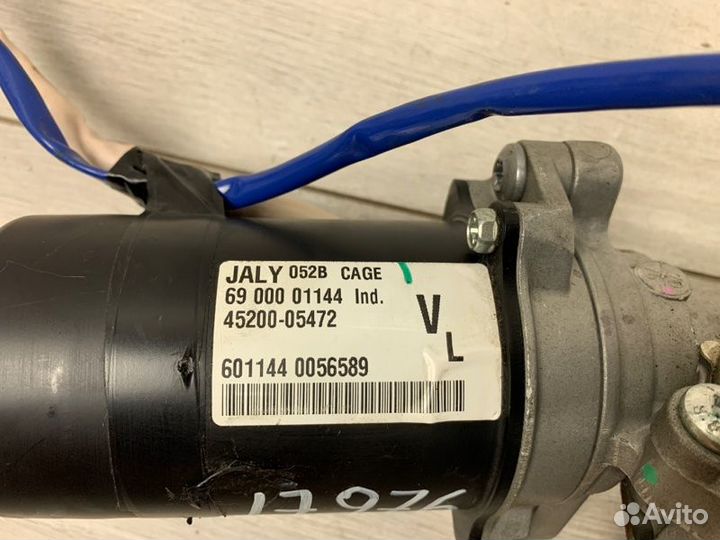 JALY 052B CAGE
69 000 01144 Ind.
45200-05472
V
L
601144 0056589
Avito